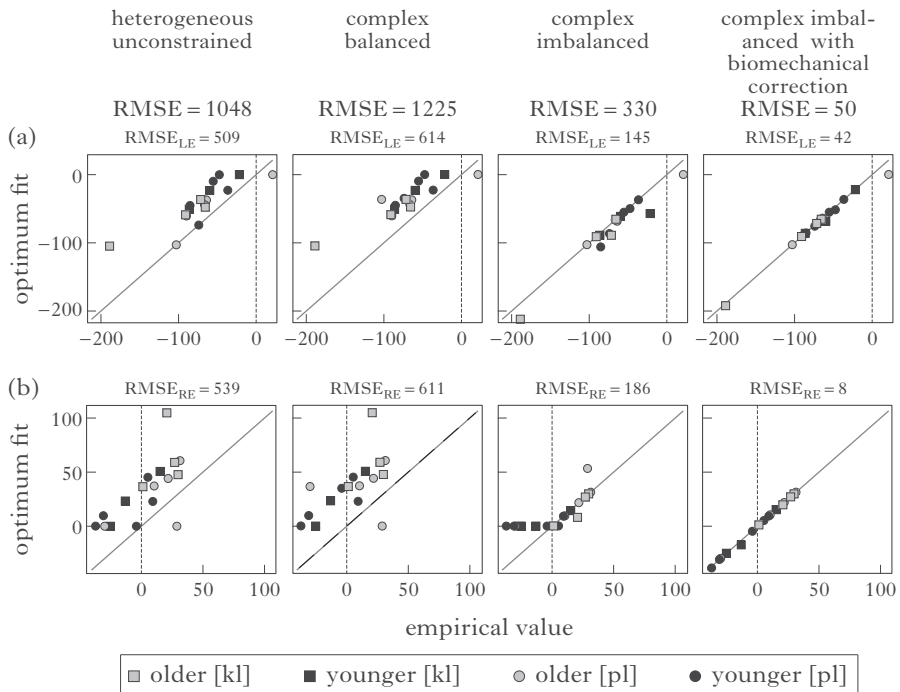 heterogeneous unconstrained
complex balanced
complex imbalanced
complex imbal-
anced with
biomechanical
correction
RMSE = 1048
RMSE = 1225
RMSE = 330
RMSE = 50
(a)
RMSE_LE = 509
RMSE_LE = 614
RMSE_LE = 145
RMSE_LE = 42
optimum fit
0
−100
−200
−200 −100 0
−200 −100 0
−200 −100 0
−200 −100 0
(b)
RMSE_RE = 539
RMSE_RE = 611
RMSE_RE = 186
RMSE_RE = 8
optimum fit
100
50
0
0 50 100
0 50 100
0 50 100
0 50 100
empirical value
older [kl] younger [kl] older [pl] younger [pl]